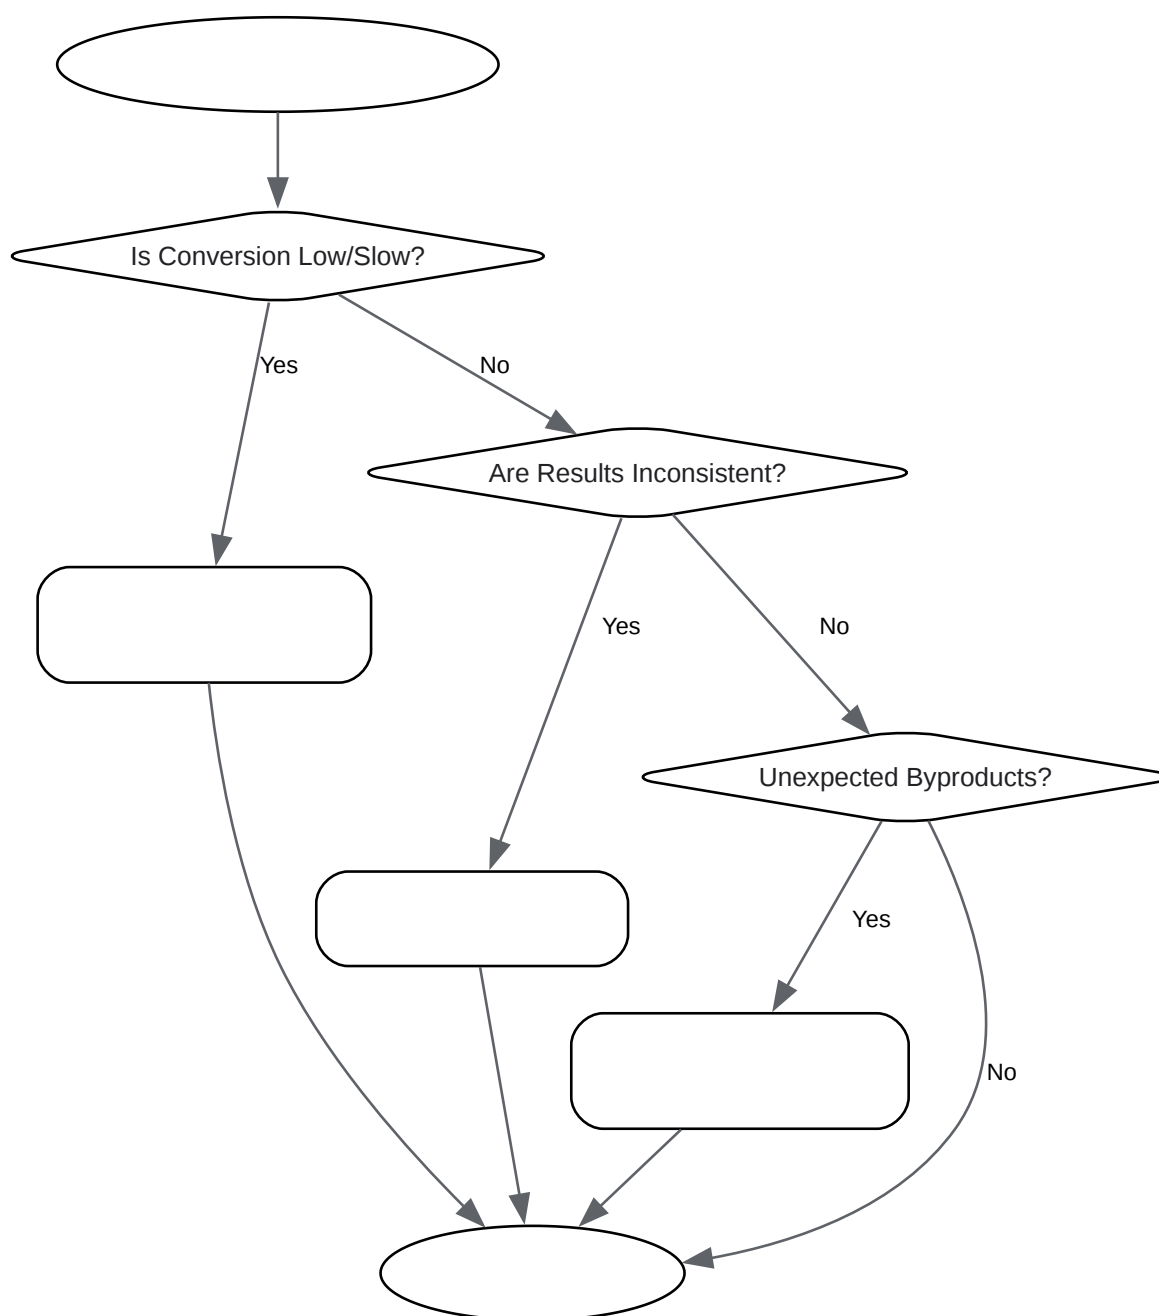 Is Conversion Low/Slow?
Yes
No
Are Results Inconsistent?
Yes
No
Unexpected Byproducts?
Yes
No